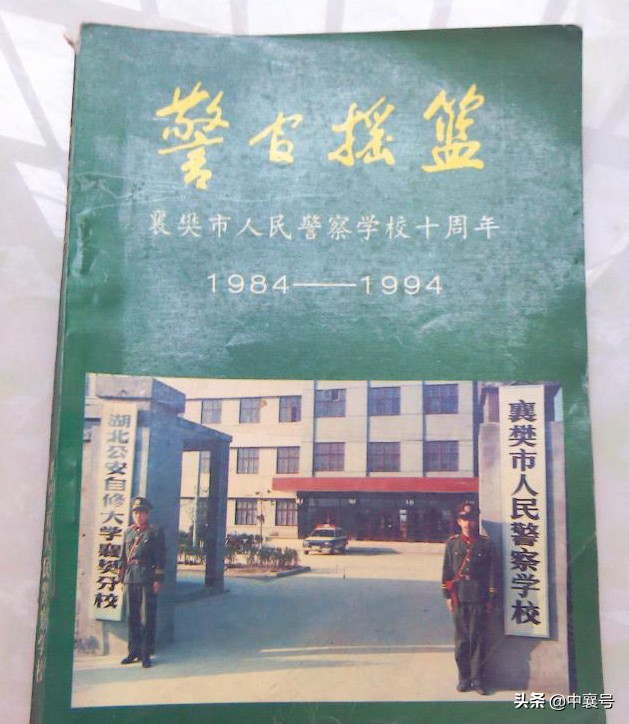 警官摇篮
襄樊市人民警察学校十周年
1984——1994
湖北公安自修大学襄樊分校
襄樊市人民警察学校
头条 @中襄号